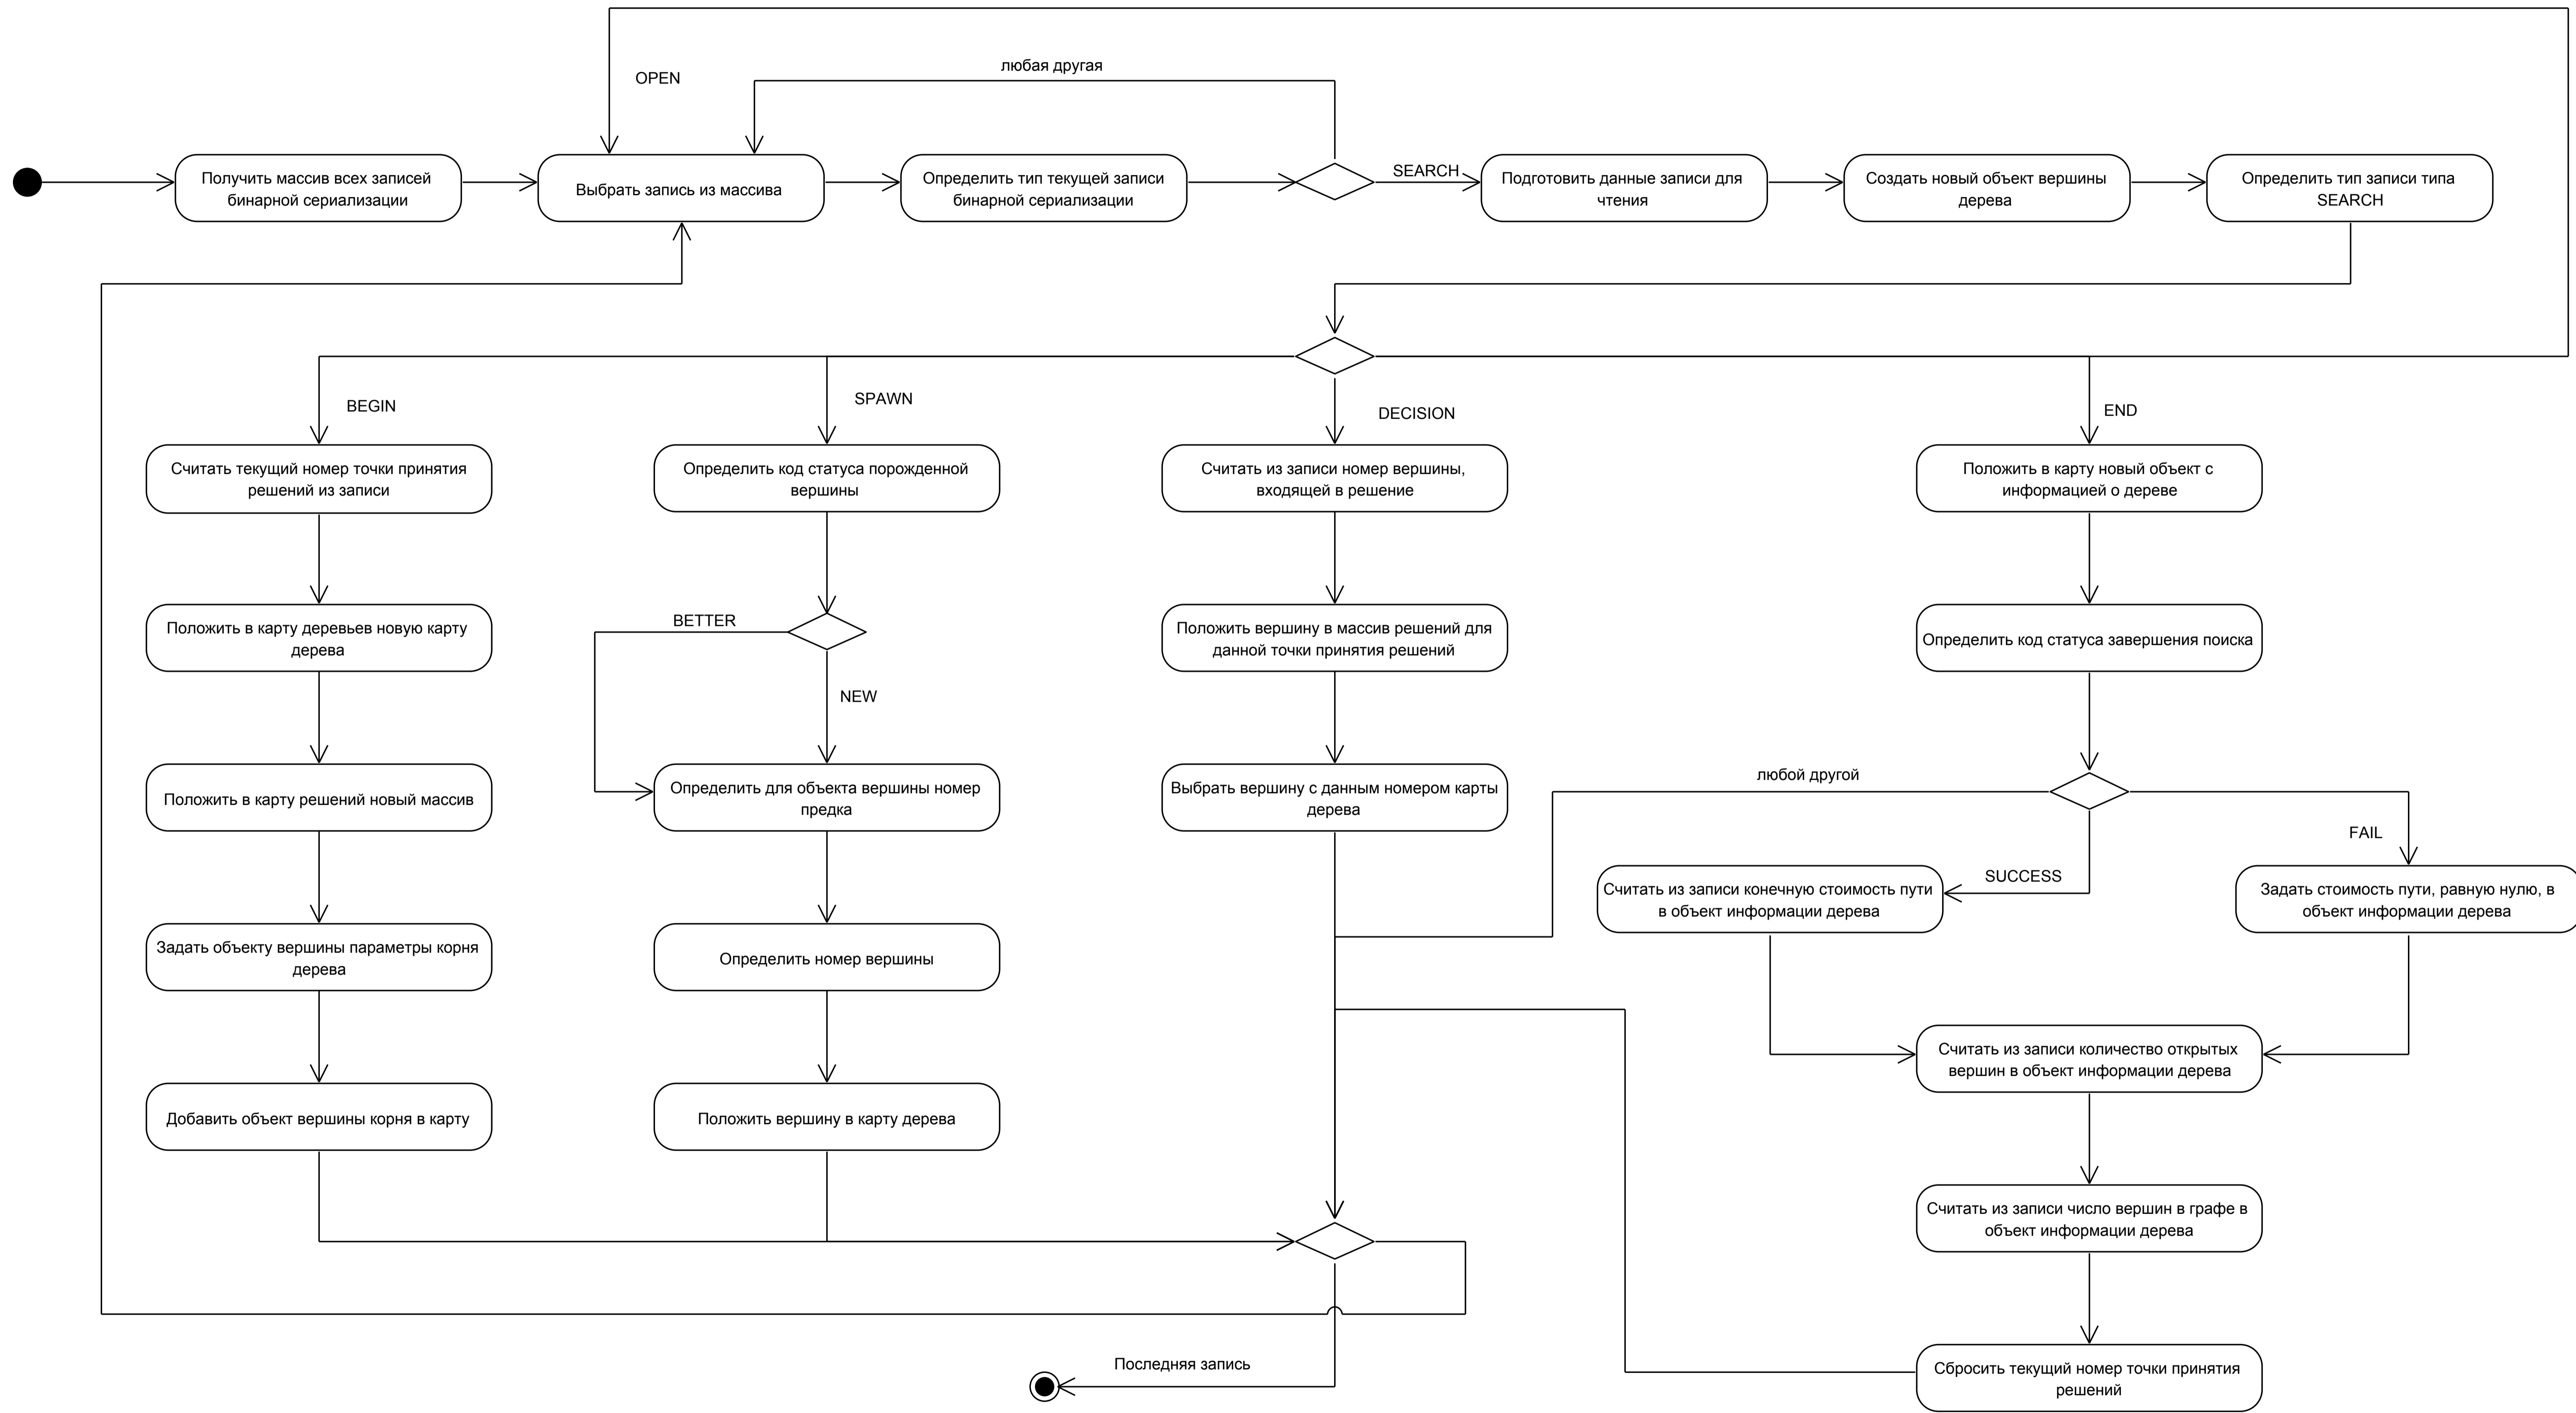 OPEN
любая другая
Получить массив всех записей
бинарной сериализации
Выбрать запись из массива
Определить тип текущей записи
бинарной сериализации
SEARCH
Подготовить данные записи для
чтения
Создать новый объект вершины
дерева
Определить тип записи типа
SEARCH
BEGIN
SPAWN
DECISION
END
Считать текущий номер точки принятия
решений из записи
Определить код статуса порожденной
вершины
Считать из записи номер вершины,
входящей в решение
Положить в карту новый объект с
информацией о дереве
BETTER
Положить в карту деревьев новую карту
дерева
Положить вершину в массив решений для
данной точки принятия решений
Определить код статуса завершения поиска
NEW
любой другой
Положить в карту решений новый массив
Определить для объекта вершины номер
предка
Выбрать вершину с данным номером карты
дерева
FAIL
SUCCESS
Считать из записи конечную стоимость пути
в объект информации дерева
Задать стоимость пути, равную нулю, в
объект информации дерева
Задать объекту вершины параметры корня
дерева
Определить номер вершины
Считать из записи количество открытых
вершин в объект информации дерева
Добавить объект вершины корня в карту
Положить вершину в карту дерева
Считать из записи число вершин в графе в
объект информации дерева
Последняя запись
Сбросить текущий номер точки принятия
решений